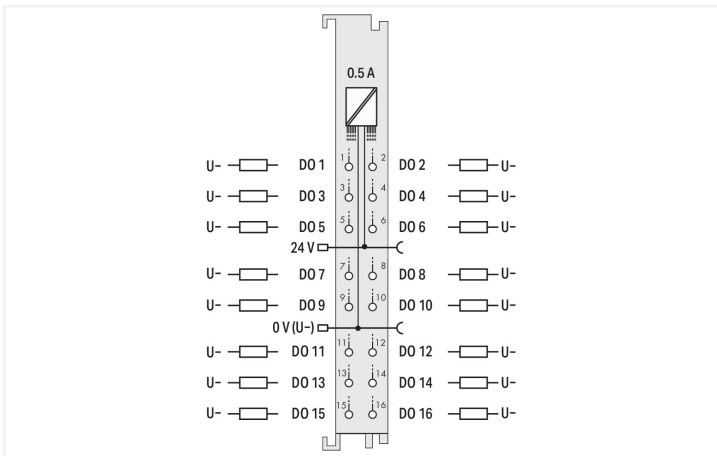 0.5 A
U- DO 1 1 2 DO 2 U-
U- DO 3 3 4 DO 4 U-
U- DO 5 5 6 DO 6 U-
24 V
U- DO 7 7 8 DO 8 U-
U- DO 9 9 10 DO 10 U-
0 V (U-)
U- DO 11 11 12 DO 12 U-
U- DO 13 13 14 DO 14 U-
U- DO 15 15 16 DO 16 U-